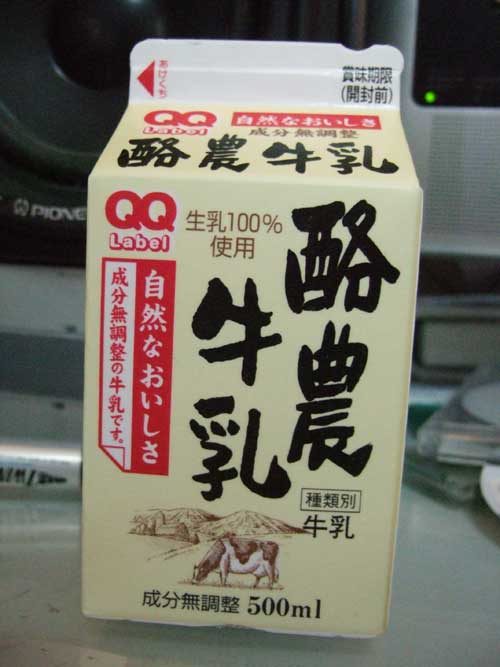 あけくち
賞味期限
(開封前)
QQ
Label
自然なおいしさ
成分無調整
酪農牛乳
QQ
Label
生乳100%
使用
酪農
牛乳
自然なおいしさ
成分無調整の牛乳です。
種類別
牛乳
成分無調整 500ml
PIONE